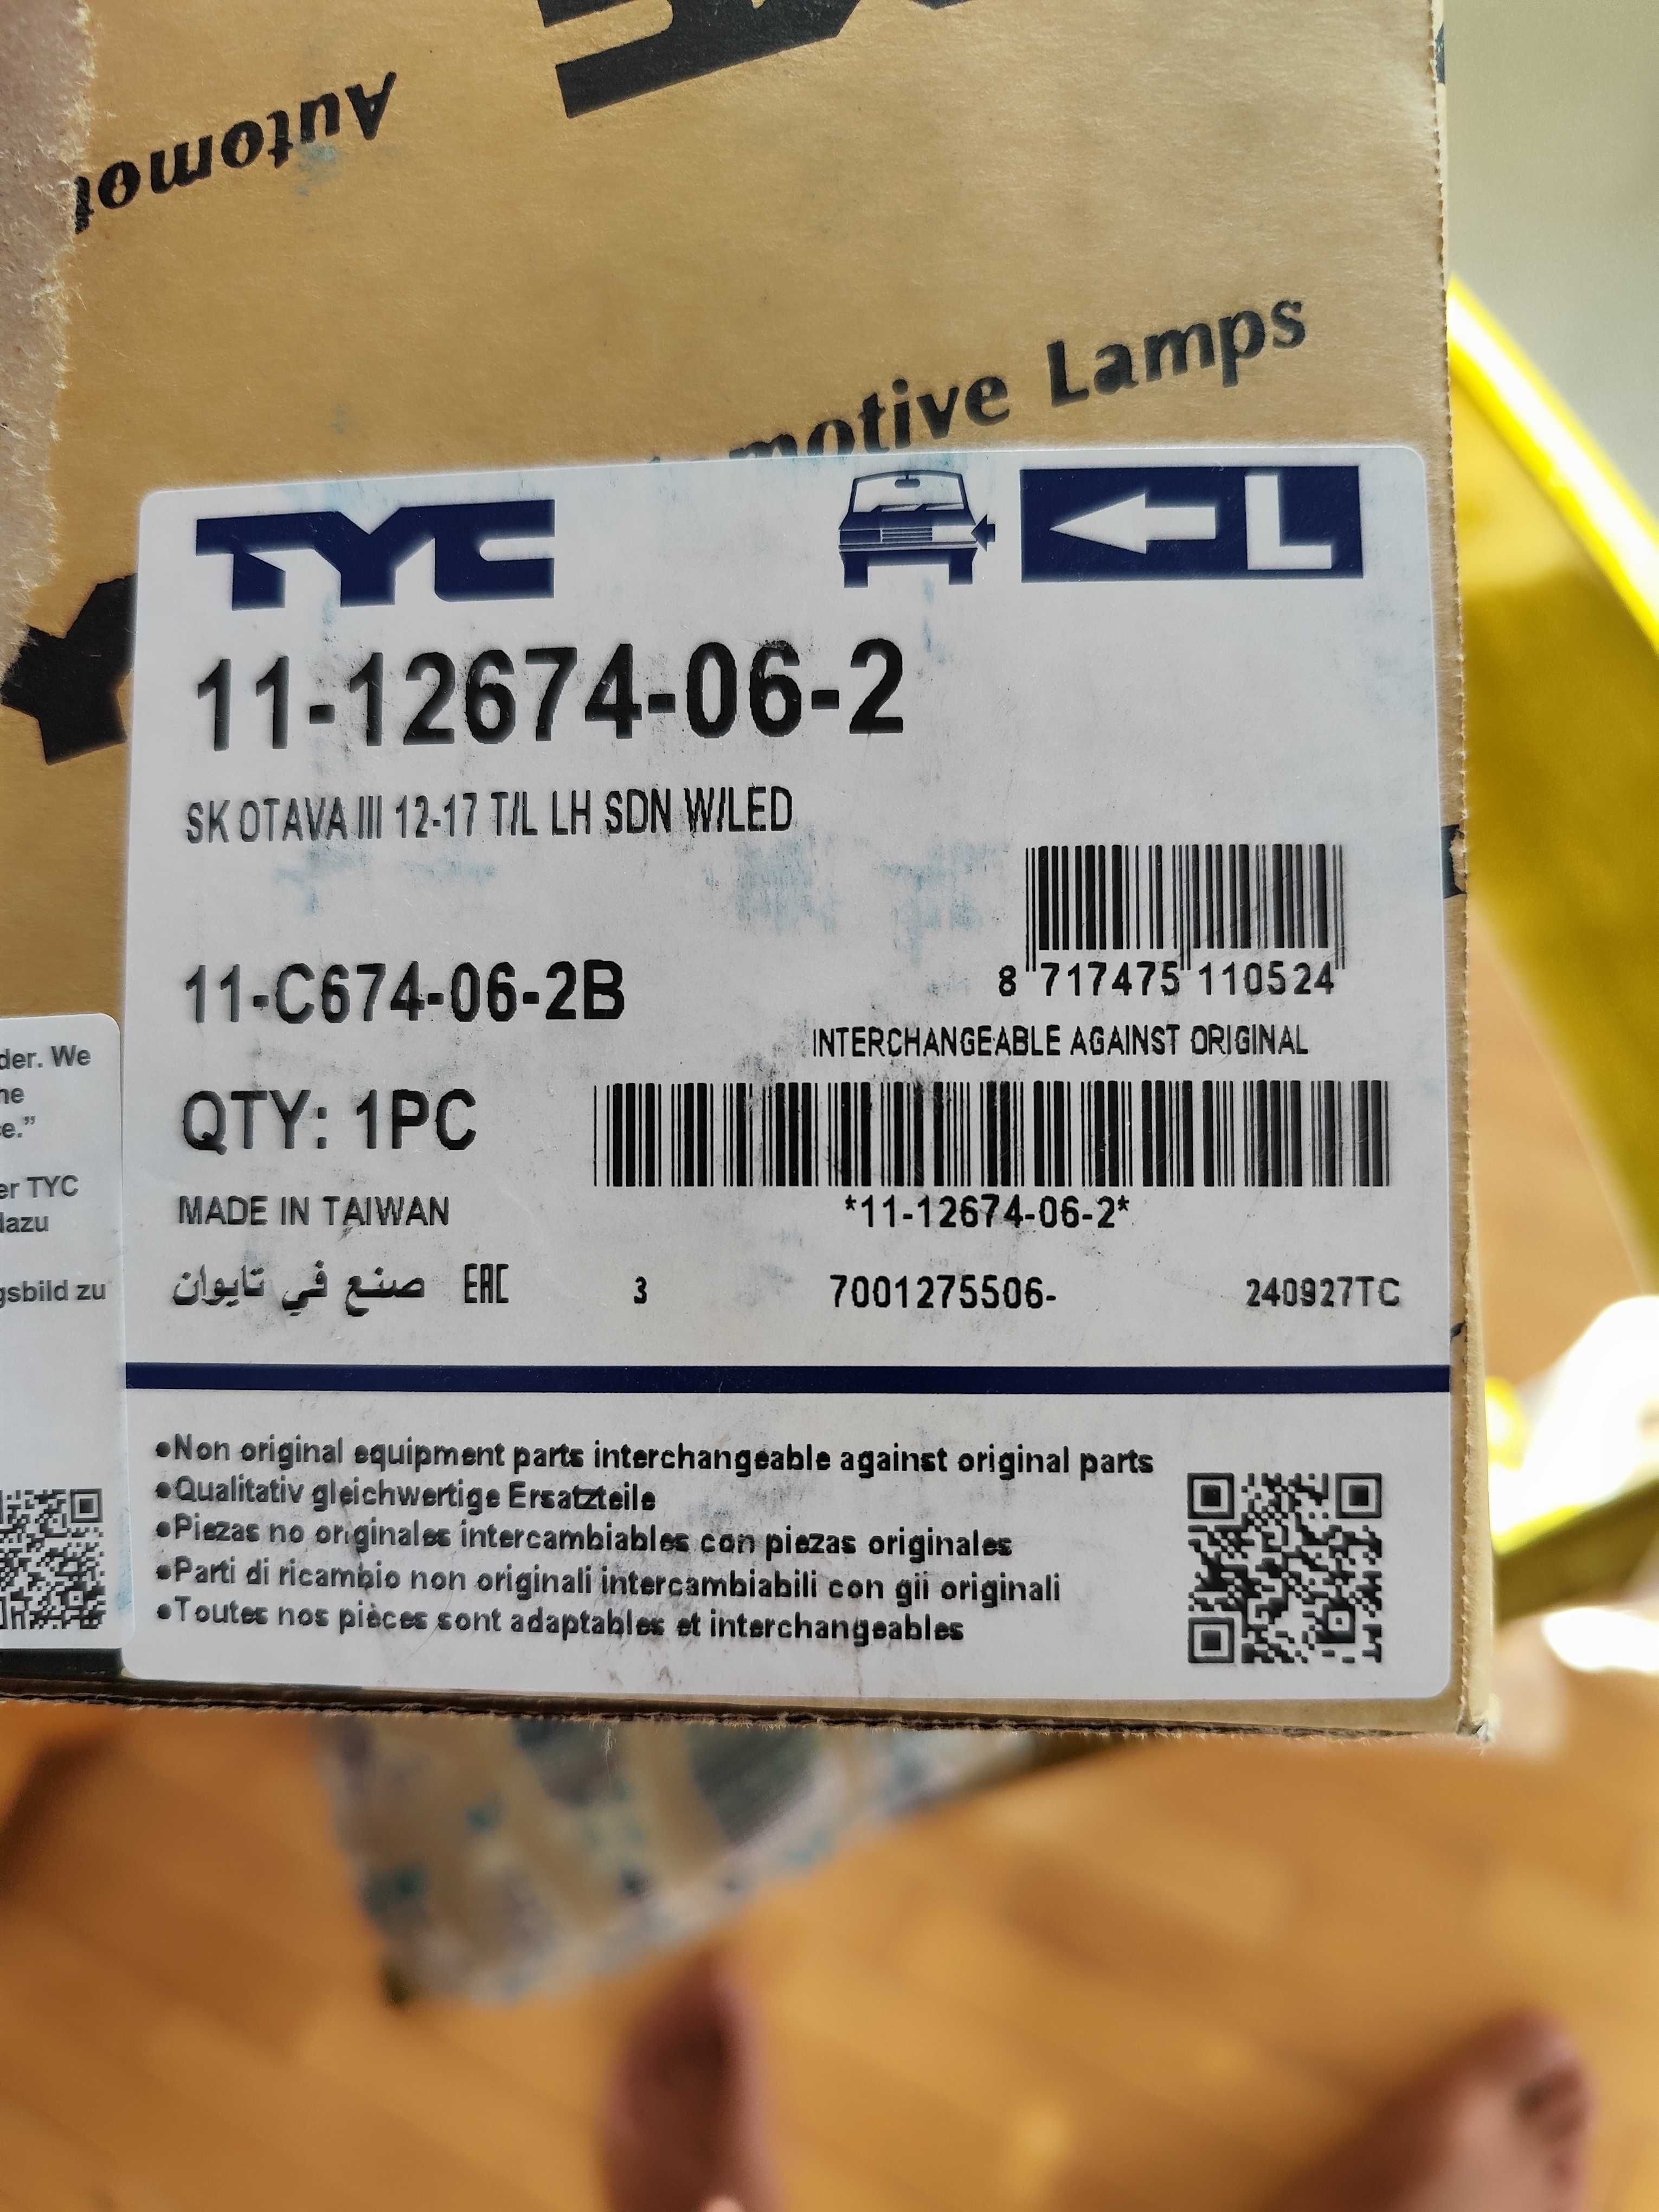 Automot
motive Lamps
TYC
L
11-12674-06-2
SK OTAVA III 12-17 T/L LH SDN W/LED
8 717475 110524
11-C674-06-2B
INTERCHANGEABLE AGAINST ORIGINAL
QTY: 1PC
*11-12674-06-2*
MADE IN TAIWAN
صنع في تايوان EAC 3 7001275506- 240927TC
•Non original equipment parts interchangeable against original parts
•Qualitativ gleichwertige Ersatzteile
•Piezas no originales intercambiables con piezas originales
•Parti di ricambio non originali intercambiabili con gii originali
•Toutes nos pièces sont adaptables et interchangeables
der. We
ne
e.”
er TYC
dazu
gsbild zu